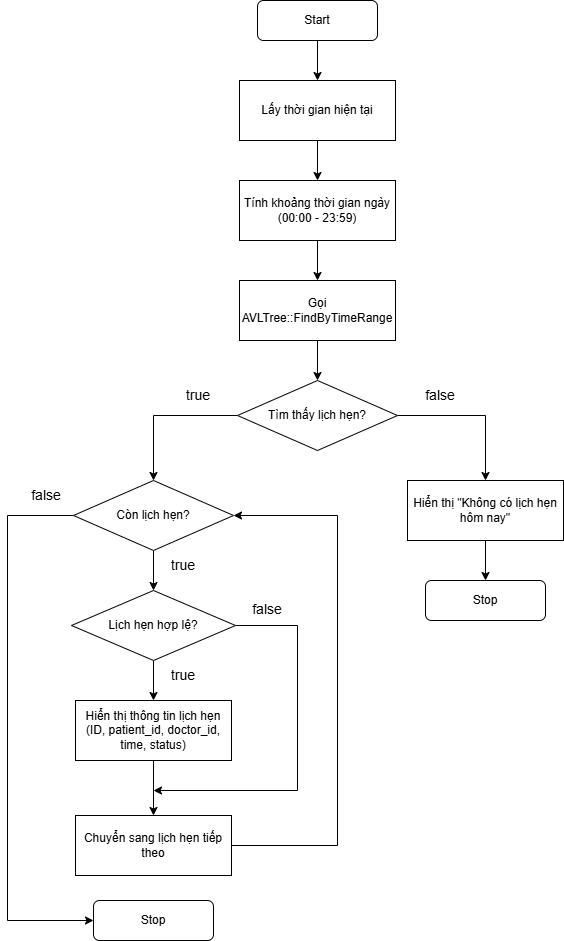 Start
Lấy thời gian hiện tại
Tính khoảng thời gian ngày
(00:00 - 23:59)
Gọi
AVLTree::FindByTimeRange
Tìm thấy lịch hẹn?
true
false
Còn lịch hẹn?
false
true
Hiển thị "Không có lịch hẹn
hôm nay"
Stop
Lịch hẹn hợp lệ?
false
true
Hiển thị thông tin lịch hẹn
(ID, patient_id, doctor_id,
time, status)
Chuyển sang lịch hẹn tiếp
theo
Stop